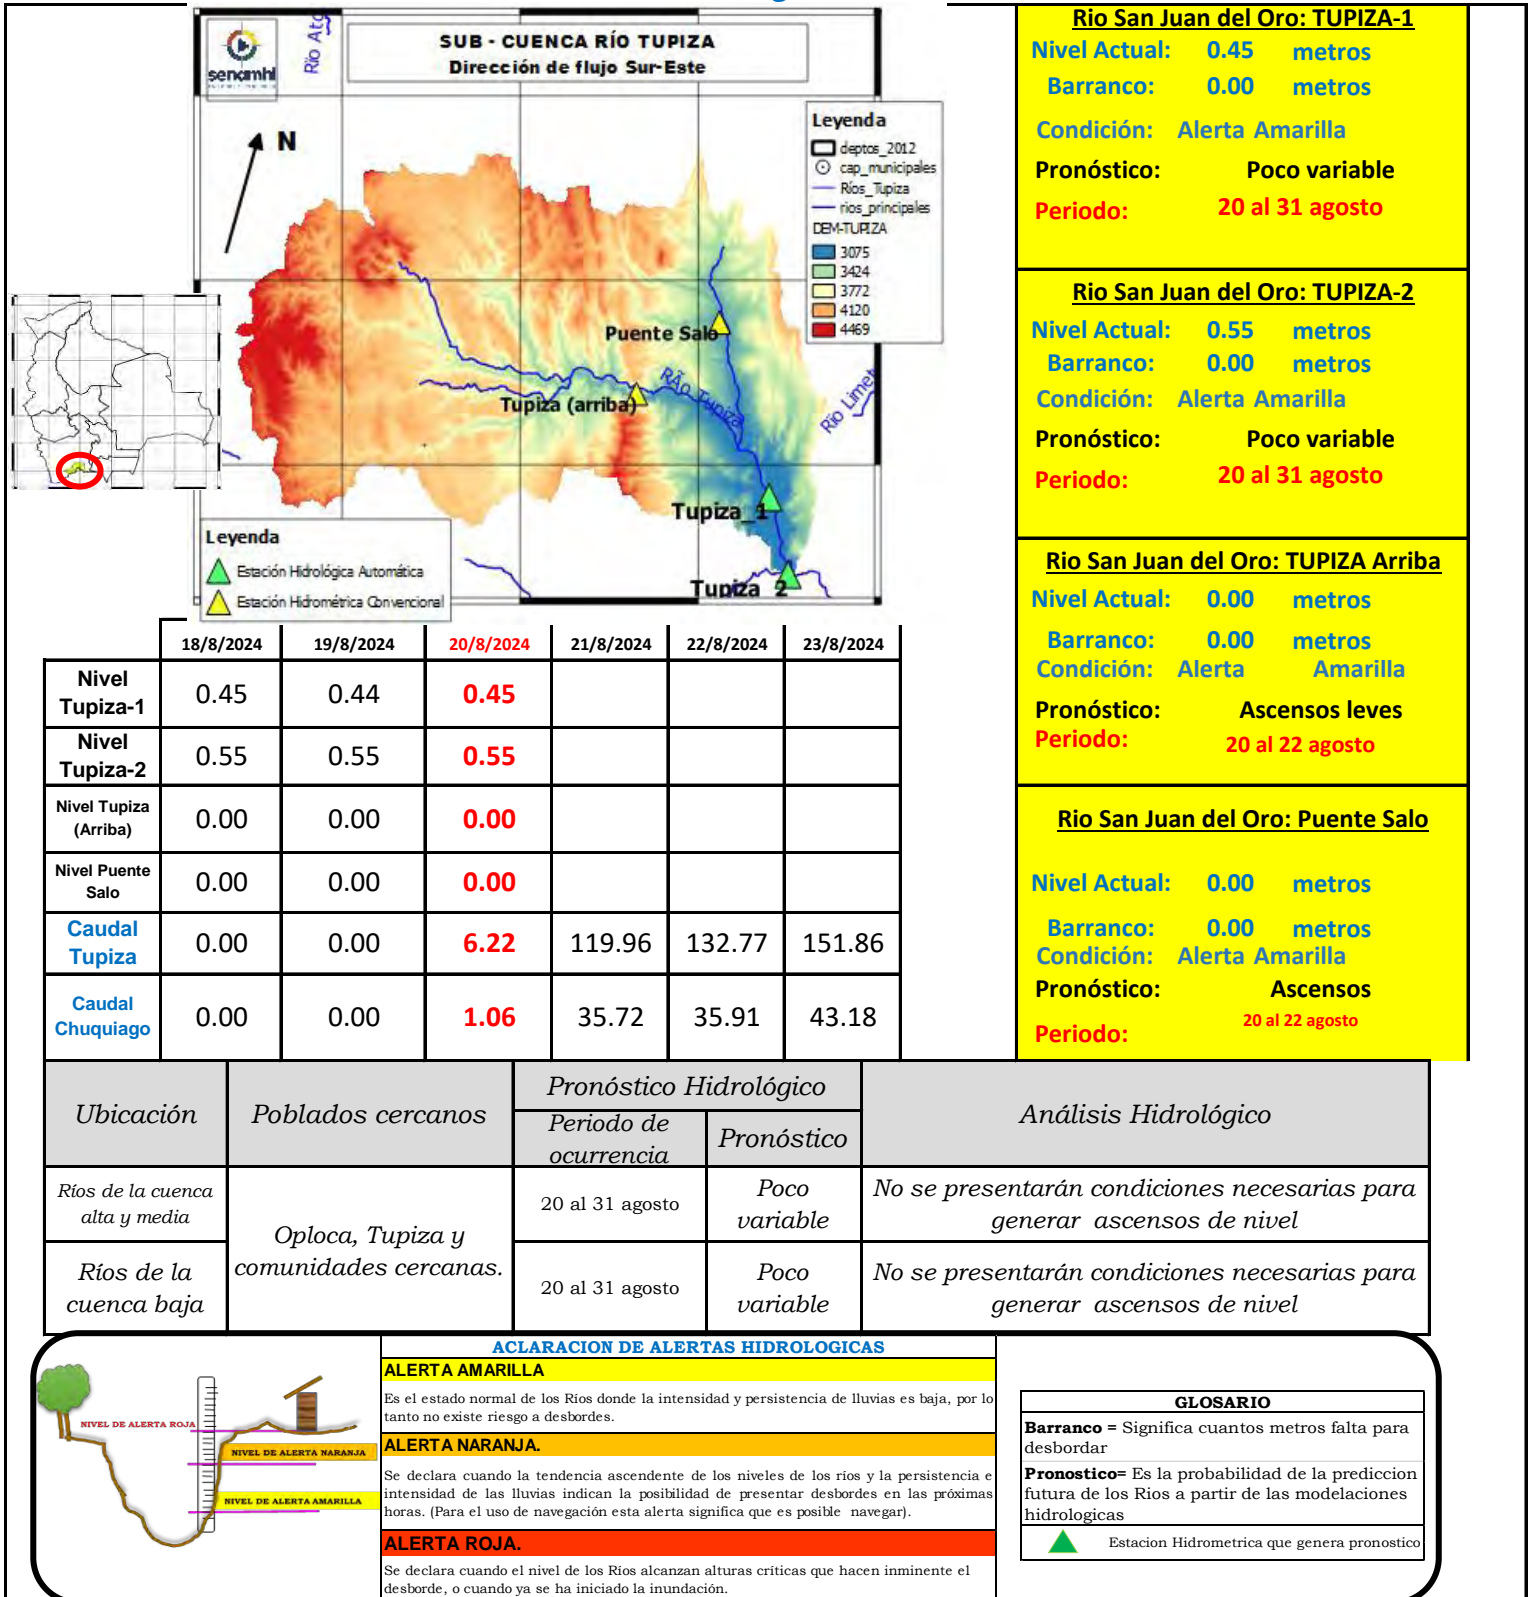 senamhi
Río Ato
SUB - CUENCA RÍO TUPIZA
Dirección de flujo Sur-Este
N
Leyenda
deptos_2012
cap_municipales
Ríos_Tupiza
rios_principales
DEM-TUPIZA
3075
3424
3772
4120
4469
Puente Salo
RÃ­o Tupiza
Tupiza (arriba)
Río Limet
Tupiza_1
Tupiza_2
Leyenda
Estación Hidrológica Automática
Estación Hidrométrica Convencional
Rio San Juan del Oro: TUPIZA-1
Nivel Actual: 0.45 metros
Barranco: 0.00 metros
Condición: Alerta Amarilla
Pronóstico: Poco variable
Periodo: 20 al 31 agosto
Rio San Juan del Oro: TUPIZA-2
Nivel Actual: 0.55 metros
Barranco: 0.00 metros
Condición: Alerta Amarilla
Pronóstico: Poco variable
Periodo: 20 al 31 agosto
Rio San Juan del Oro: TUPIZA Arriba
Nivel Actual: 0.00 metros
Barranco: 0.00 metros
Condición: Alerta Amarilla
Pronóstico: Ascensos leves
Periodo: 20 al 22 agosto
Rio San Juan del Oro: Puente Salo
Nivel Actual: 0.00 metros
Barranco: 0.00 metros
Condición: Alerta Amarilla
Pronóstico: Ascensos
Periodo: 20 al 22 agosto
18/8/2024 19/8/2024 20/8/2024 21/8/2024 22/8/2024 23/8/2024
Nivel
Tupiza-1 0.45 0.44 0.45
Nivel
Tupiza-2 0.55 0.55 0.55
Nivel Tupiza
(Arriba) 0.00 0.00 0.00
Nivel Puente
Salo 0.00 0.00 0.00
Caudal
Tupiza 0.00 0.00 6.22 119.96 132.77 151.86
Caudal
Chuquiago 0.00 0.00 1.06 35.72 35.91 43.18
Ubicación Poblados cercanos Pronóstico Hidrológico Análisis Hidrológico
Periodo de
ocurrencia Pronóstico
Ríos de la cuenca
alta y media
Oploca, Tupiza y
comunidades cercanas.
20 al 31 agosto
Poco
variable
No se presentarán condiciones necesarias para
generar ascensos de nivel
Ríos de la
cuenca baja
20 al 31 agosto
Poco
variable
No se presentarán condiciones necesarias para
generar ascensos de nivel
NIVEL DE ALERTA ROJA
NIVEL DE ALERTA NARANJA
NIVEL DE ALERTA AMARILLA
ACLARACION DE ALERTAS HIDROLOGICAS
ALERTA AMARILLA
Es el estado normal de los Ríos donde la intensidad y persistencia de lluvias es baja, por lo
tanto no existe riesgo a desbordes.
ALERTA NARANJA.
Se declara cuando la tendencia ascendente de los niveles de los ríos y la persistencia e
intensidad de las lluvias indican la posibilidad de presentar desbordes en las próximas
horas. (Para el uso de navegación esta alerta significa que es posible navegar).
ALERTA ROJA.
Se declara cuando el nivel de los Ríos alcanzan alturas críticas que hacen inminente el
desborde, o cuando ya se ha iniciado la inundación.
GLOSARIO
Barranco = Significa cuantos metros falta para
desbordar
Pronostico= Es la probabilidad de la prediccion
futura de los Rios a partir de las modelaciones
hidrologicas
Estacion Hidrometrica que genera pronostico